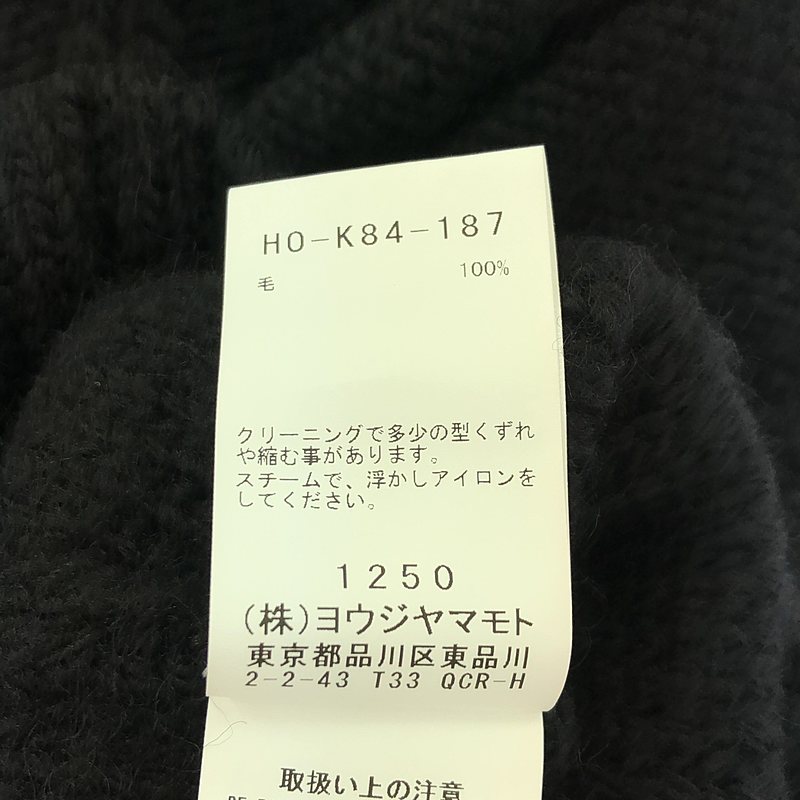 HO-K84-187
毛 100%
クリーニングで多少の型くずれ
や縮む事があります。
スチームで、浮かしアイロンを
してください。
1250
(株)ヨウジヤマモト
東京都品川区東品川
2-2-43 T33 QCR-H
取扱い上の注意